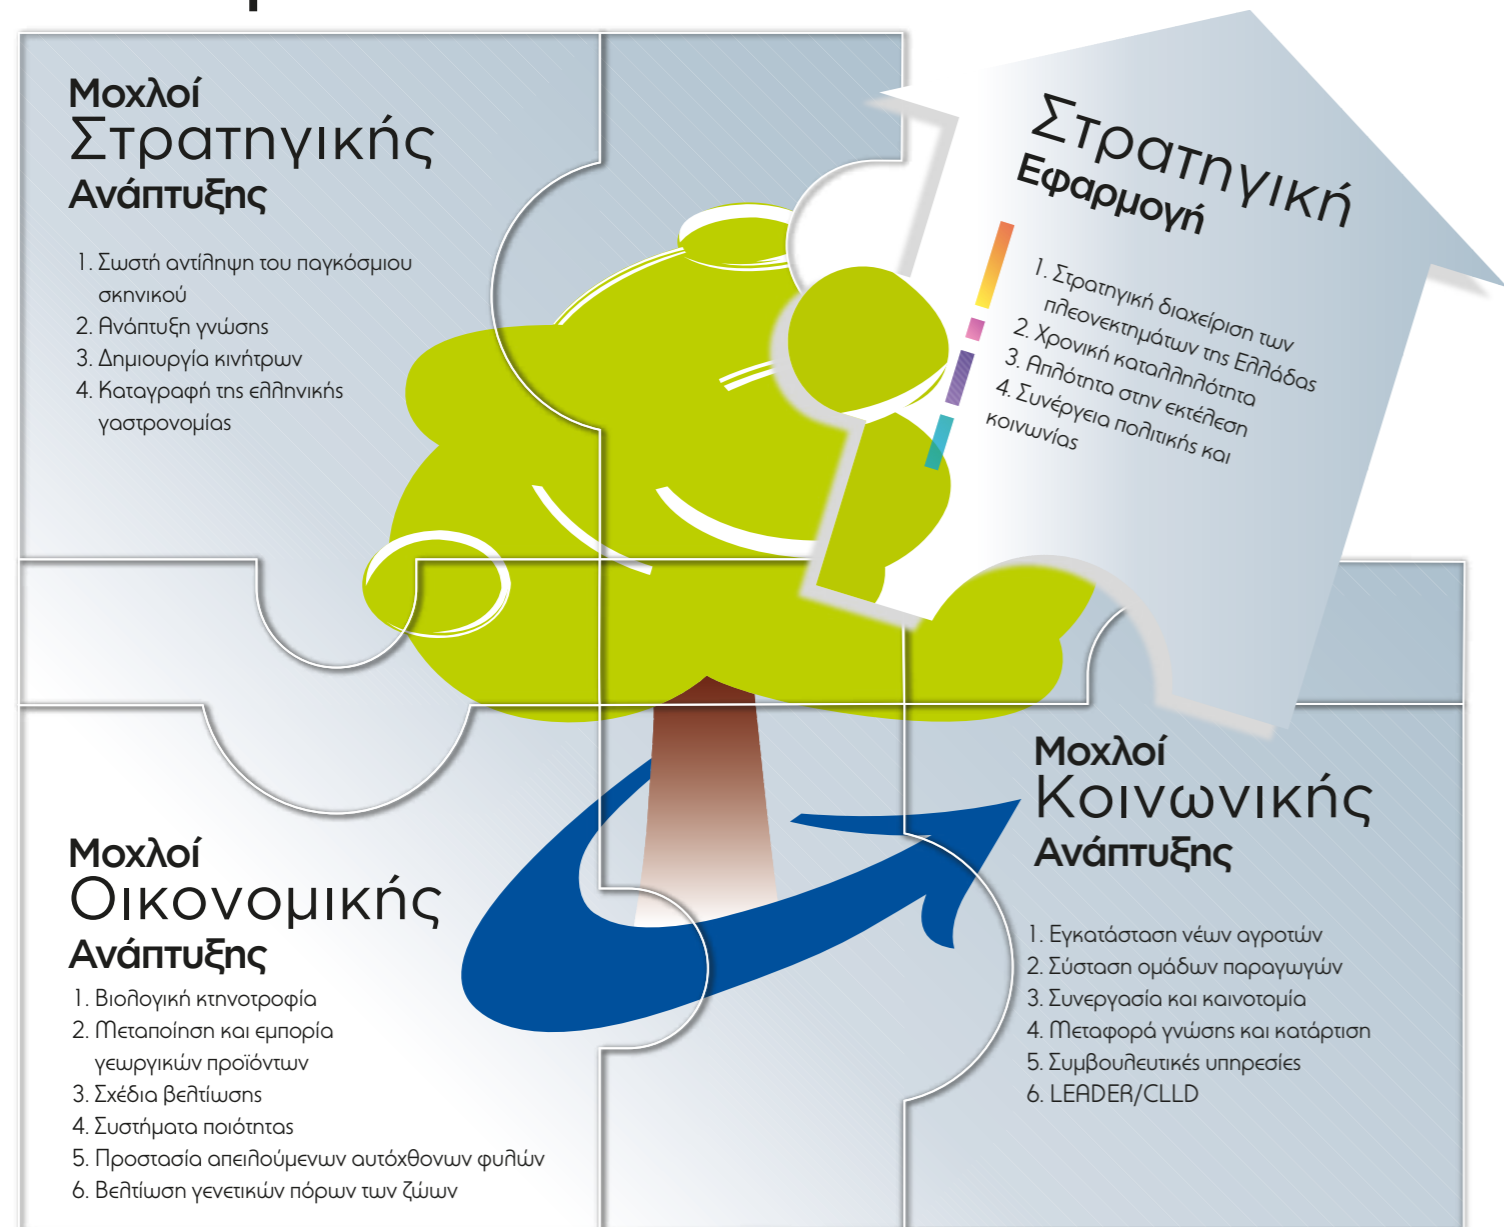 Μοχλοί
Στρατηγικής
Ανάπτυξης
1. Σωστή αντίληψη του παγκόσμιου
σκηνικού
2. Ανάπτυξη γνώσης
3. Δημιουργία κινήτρων
4. Καταγραφή της ελληνικής
γαστρονομίας
Στρατηγική
Εφαρμογή
1. Στρατηγική διαχείριση των
πλεονεκτημάτων της Ελλάδας
2. Χρονική καταλληλότητα
3. Απλότητα στην εκτέλεση
4. Συνέργεια πολιτικής και
κοινωνίας
Μοχλοί
Οικονομικής
Ανάπτυξης
1. Βιολογική κτηνοτροφία
2. Μεταποίηση και εμπορία
γεωργικών προϊόντων
3. Σχέδια βελτίωσης
4. Συστήματα ποιότητας
5. Προστασία απειλούμενων αυτόχθονων φυλών
6. Βελτίωση γενετικών πόρων των ζώων
Μοχλοί
Κοινωνικής
Ανάπτυξης
1. Εγκατάσταση νέων αγροτών
2. Σύσταση ομάδων παραγωγών
3. Συνεργασία και καινοτομία
4. Μεταφορά γνώσης και κατάρτιση
5. Συμβουλευτικές υπηρεσίες
6. LEADER/CLLD